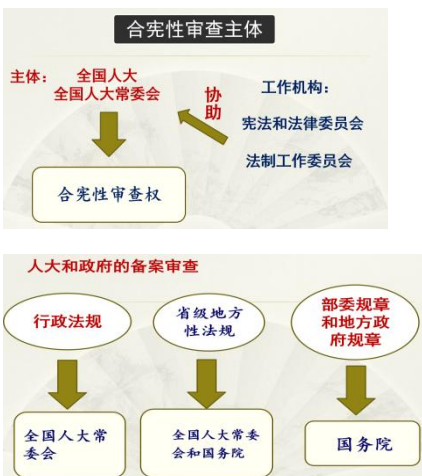 合宪性审查主体
主体： 全国人大
全国人大常委会
协助
工作机构：
宪法和法律委员会
法制工作委员会
合宪性审查权
人大和政府的备案审查
行政法规
省级地方
性法规
部委规章
和地方政
府规章
全国人大常
委会
全国人大常委
会和国务院
国务院